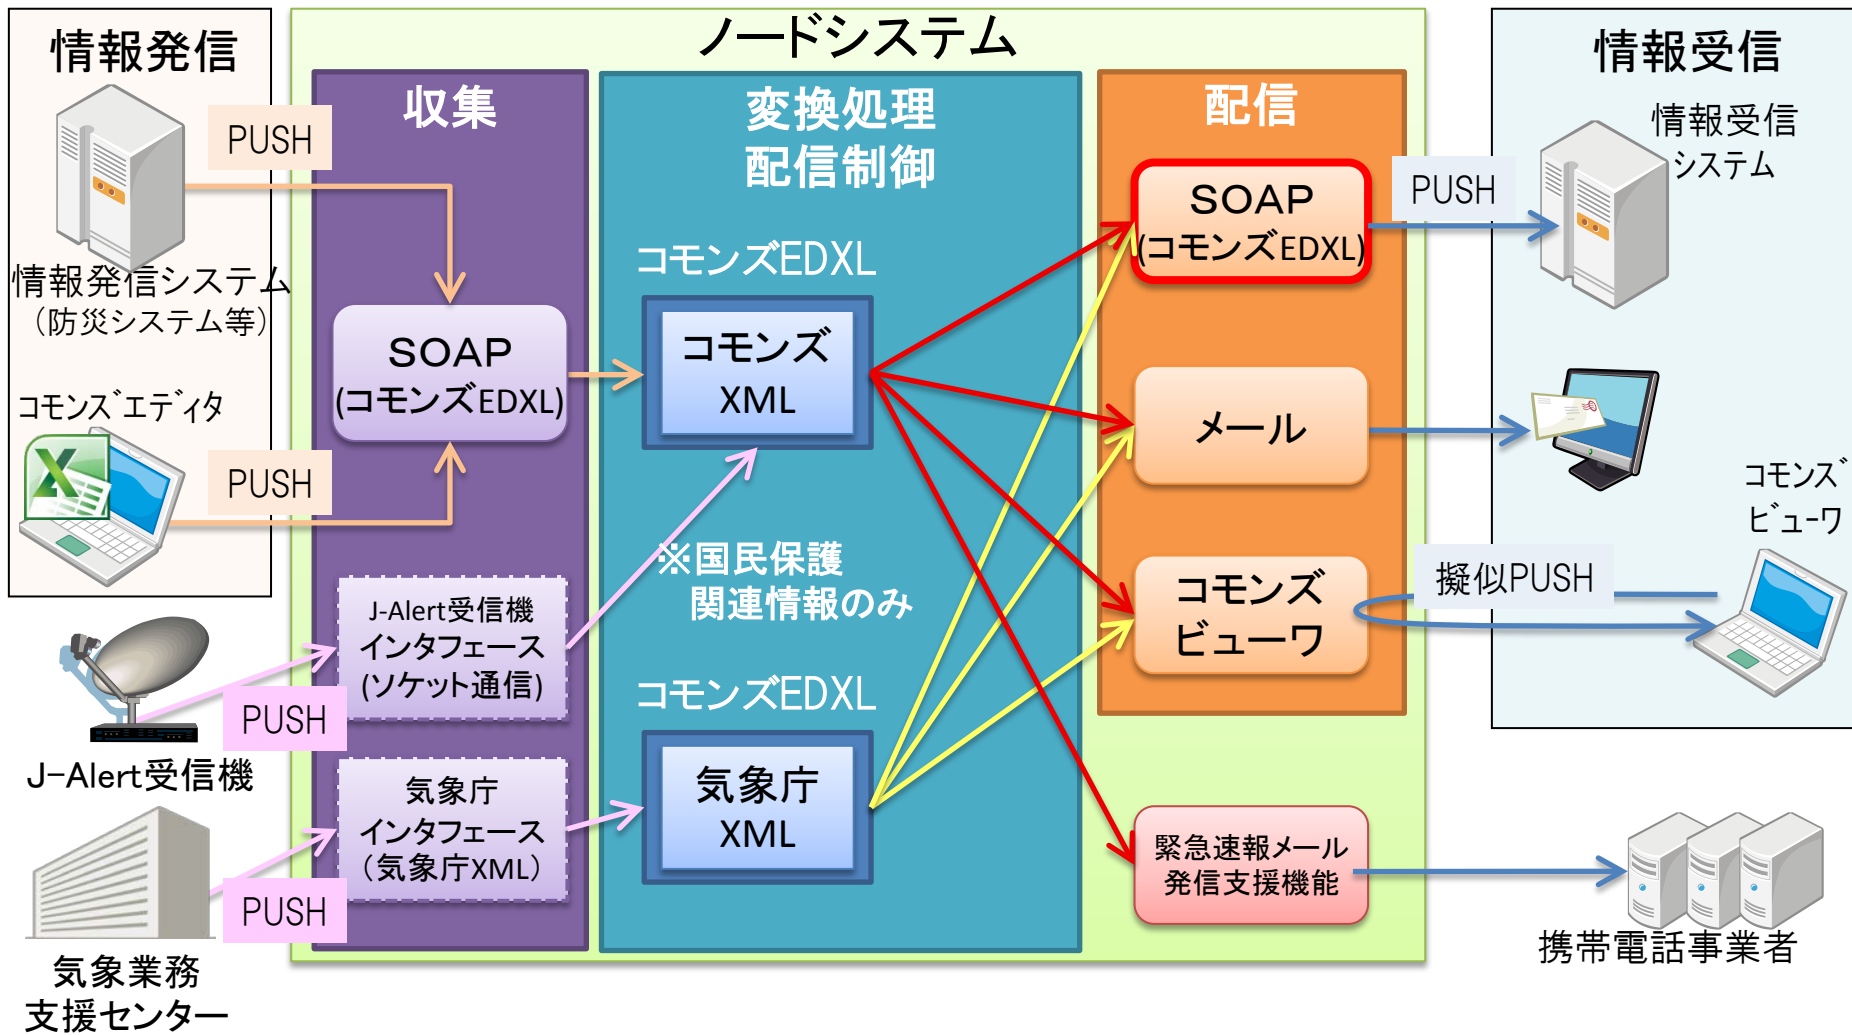 情報発信
PUSH
情報発信システム
（防災システム等）
コモンズエディタ
PUSH
J-Alert受信機
PUSH
気象業務
支援センター
PUSH
ノードシステム
収集
SOAP
(コモンズEDXL)
J-Alert受信機
インタフェース
(ソケット通信)
気象庁
インタフェース
（気象庁XML）
変換処理
配信制御
コモンズEDXL
コモンズ
XML
※国民保護
関連情報のみ
コモンズEDXL
気象庁
XML
配信
SOAP
(コモンズEDXL)
メール
コモンズ
ビューワ
緊急速報メール
発信支援機能
情報受信
PUSH
情報受信
システム
コモンズ
ビューワ
擬似PUSH
携帯電話事業者